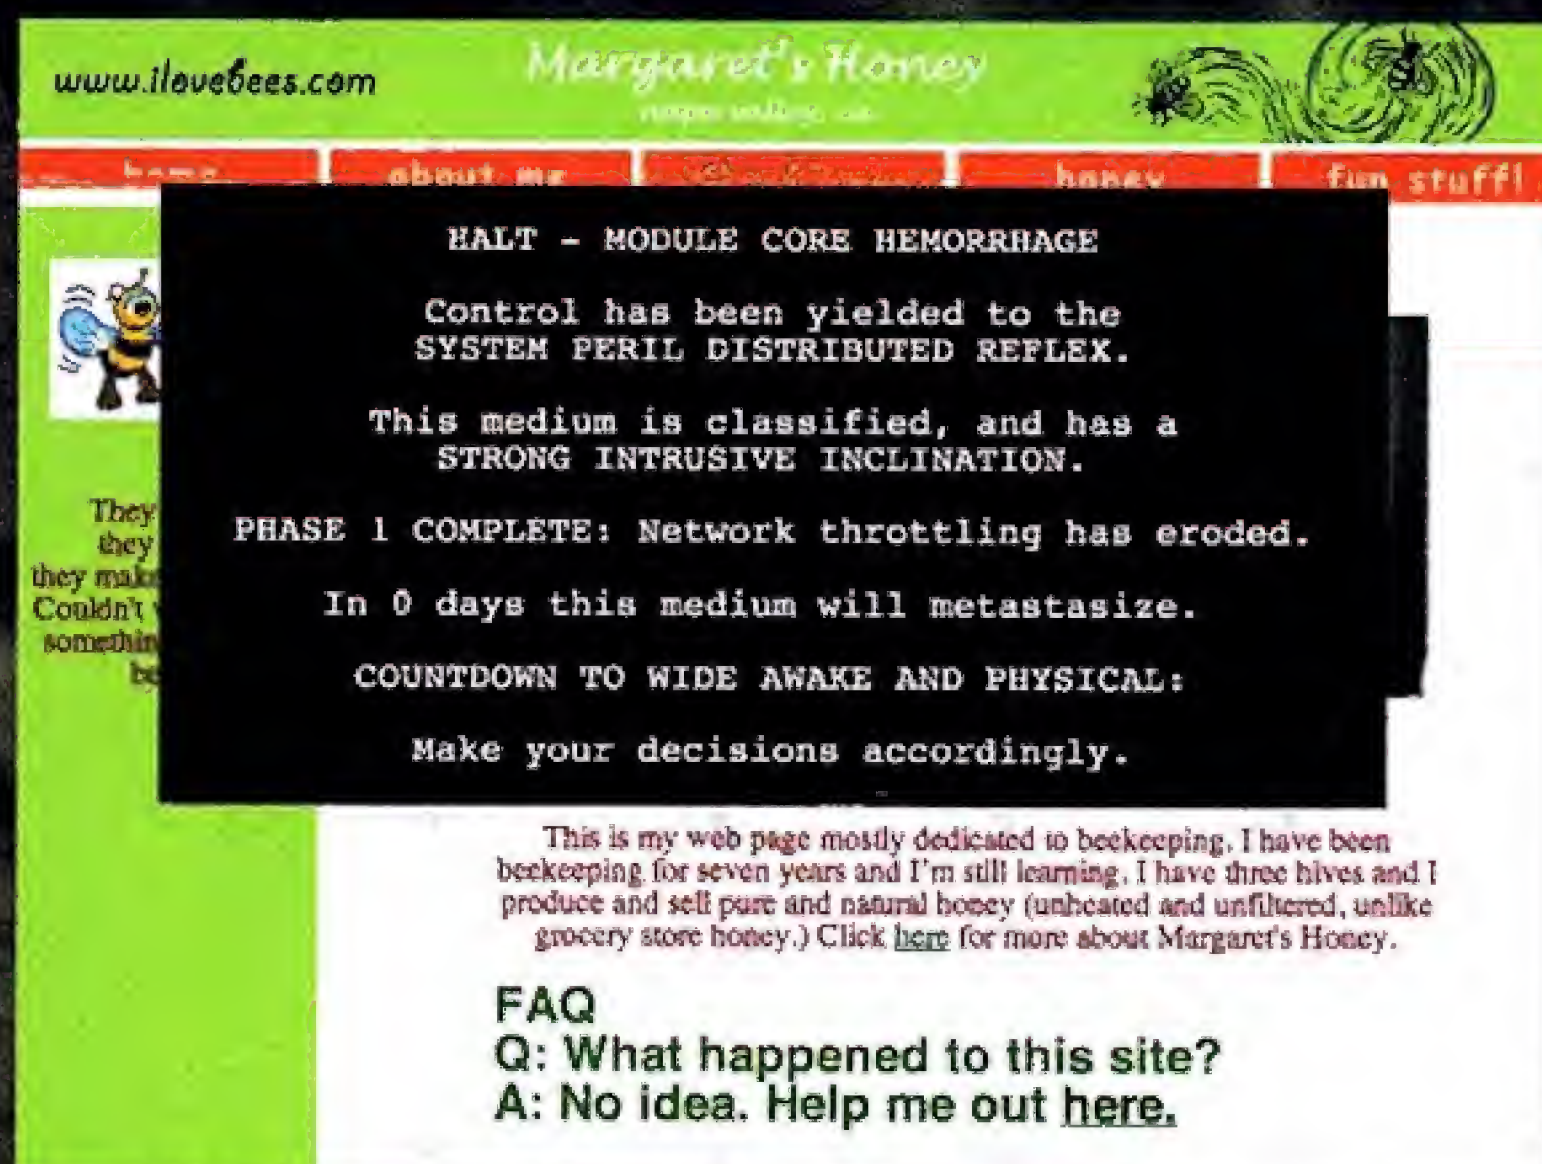 www.ilovebees.com
Margaret's Honey
home
about me
honey
fun stuff!
HALT - MODULE CORE HEMORRHAGE
Control has been yielded to the
SYSTEM PERIL DISTRIBUTED REFLEX.
This medium is classified, and has a
STRONG INTRUSIVE INCLINATION.
PHASE 1 COMPLETE: Network throttling has eroded.
In 0 days this medium will metastasize.
COUNTDOWN TO WIDE AWAKE AND PHYSICAL:
Make your decisions accordingly.
They
they
they make
Couldn't
This is my web page mostly dedicated to beekeeping. I have been
beekeeping for seven years and I'm still learning. I have three hives and I
produce and sell pure and natural honey (unheated and unfiltered, unlike
grocery store honey.) Click here for more about Margaret's Honey.
FAQ
Q: What happened to this site?
A: No idea. Help me out here.